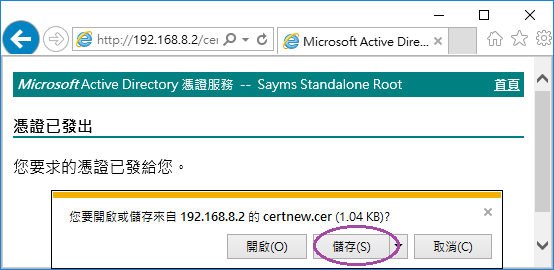 http://192.168.8.2/cer
Microsoft Active Dire...
Microsoft Active Directory 憑證服務 -- Sayms Standalone Root
首頁
憑證已發出
您要求的憑證已發給您。
您要開啟或儲存來自 192.168.8.2 的 certnew.cer (1.04 KB)?
開啟(O)
儲存(S)
取消(C)